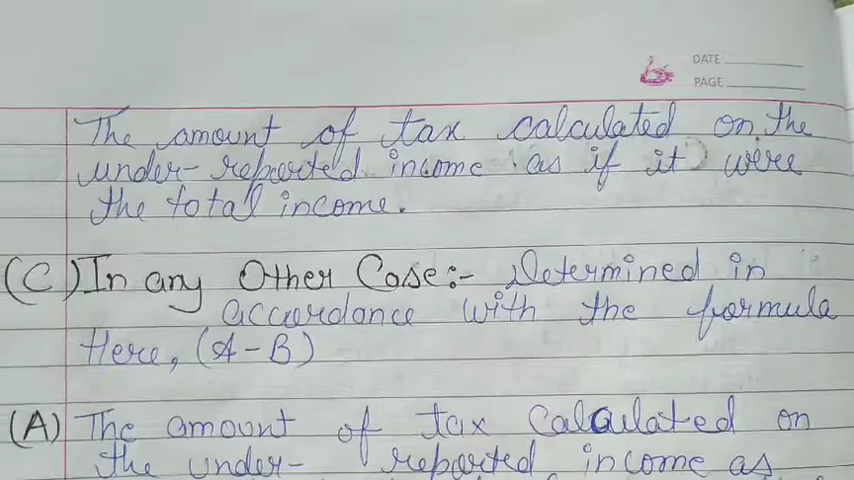 DATE
PAGE
The amount of tax calculated on the
under-reported income as if it were
the total income.
(C) In any Other Case:- Determined in
accordance with the formula
Here, (A-B)
(A) The amount of tax Calculated on
the under- reported income as